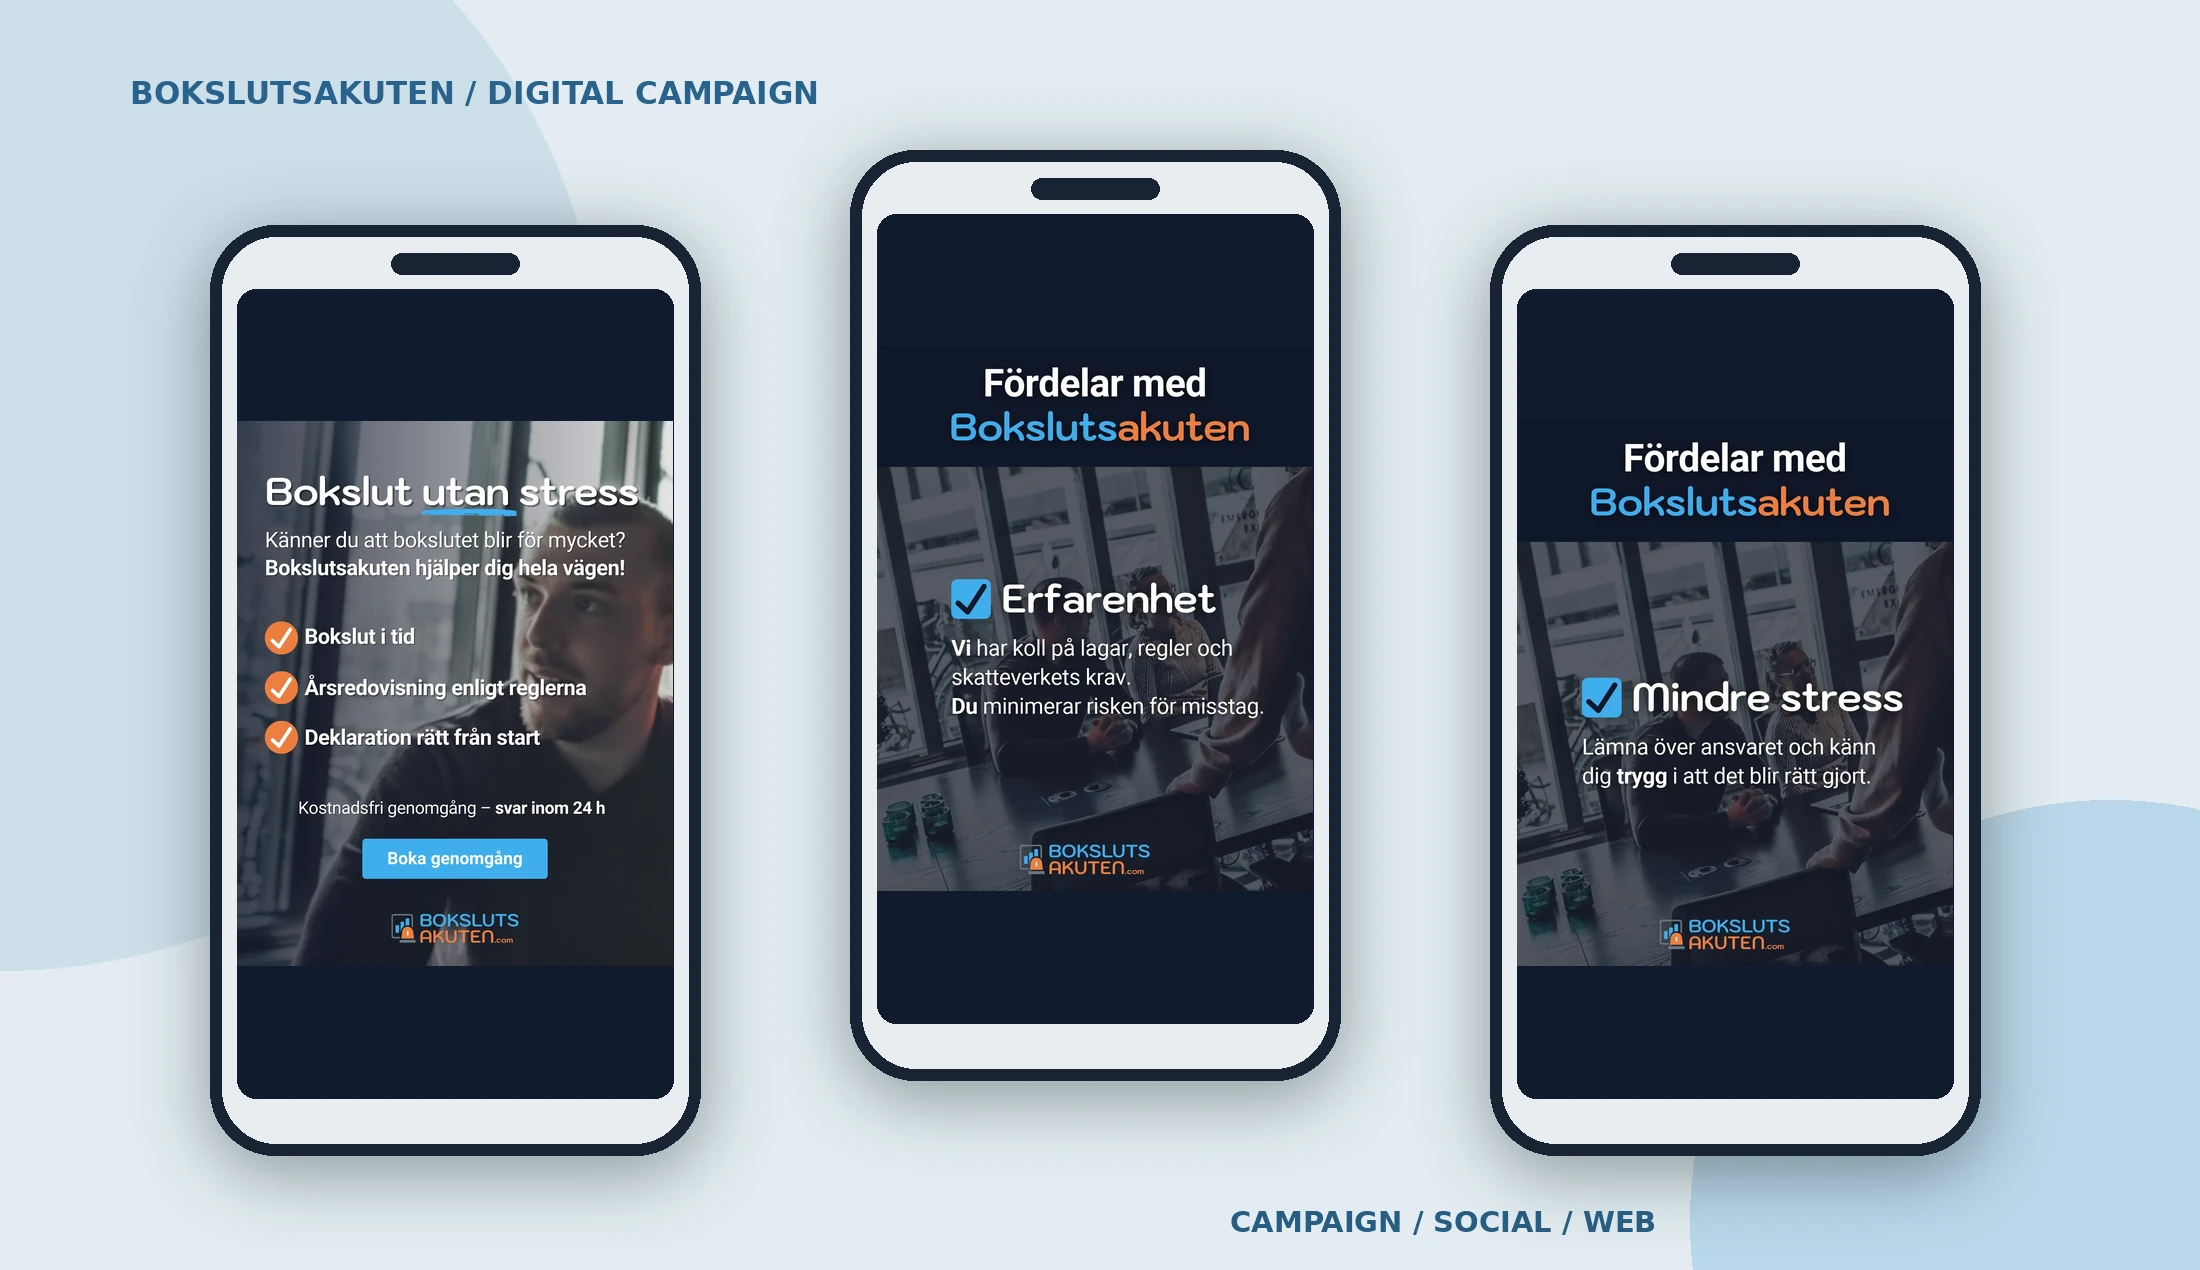 BOKSLUTSAKUTEN / DIGITAL CAMPAIGN
Bokslut utan stress
Känner du att bokslutet blir för mycket?
Bokslutsakuten hjälper dig hela vägen!
Bokslut i tid
Årsredovisning enligt reglerna
Deklaration rätt från start
Kostnadsfri genomgång – svar inom 24 h
Boka genomgång
BOKSLUTS
AKUTEN.com
Fördelar med
Bokslutsakuten
Erfarenhet
Vi har koll på lagar, regler och
skatteverkets krav.
Du minimerar risken för misstag.
BOKSLUTS
AKUTEN.com
Fördelar med
Bokslutsakuten
Mindre stress
Lämna över ansvaret och känn
dig trygg i att det blir rätt gjort.
BOKSLUTS
AKUTEN.com
CAMPAIGN / SOCIAL / WEB